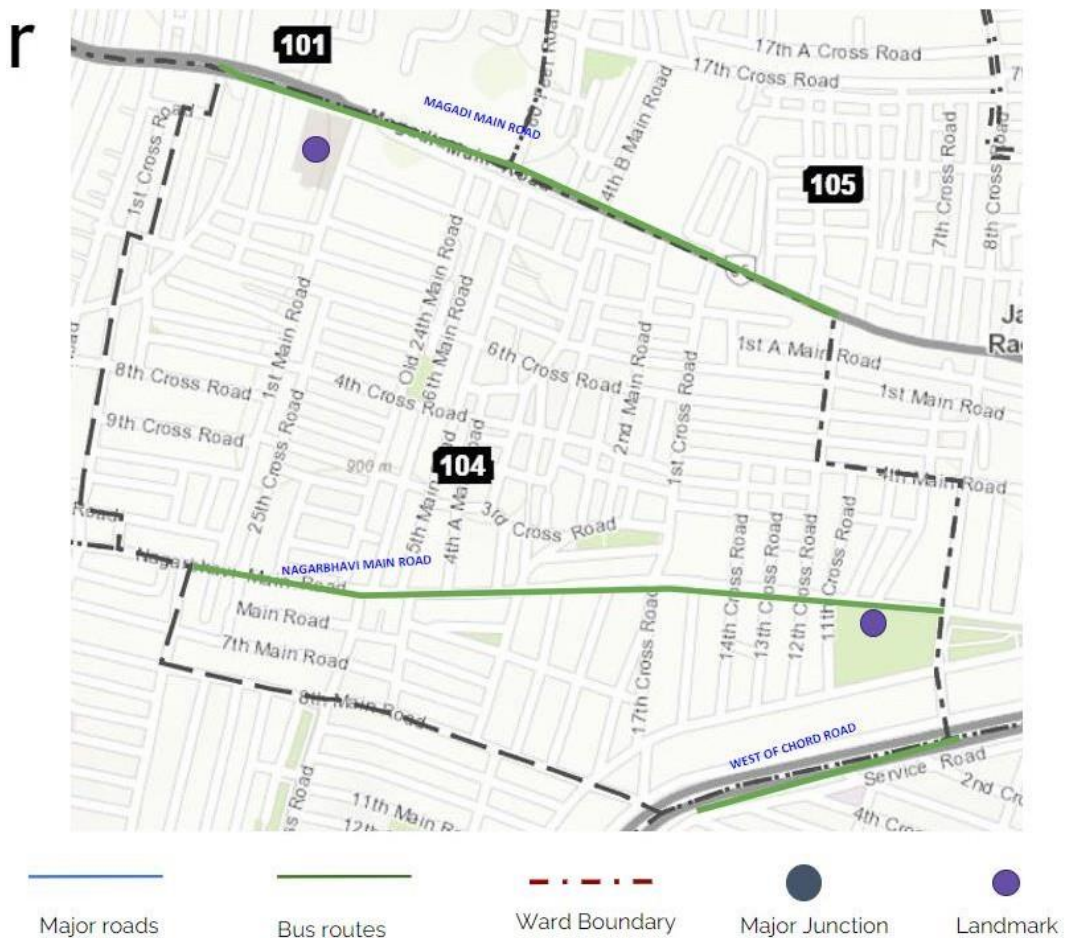 r
101
17th A Cross Road
17th Cross Road
MAGADI MAIN ROAD
Magadi Main Road
4th B Main Road
105
1st Cross Road
7th Cross Road
8th Cross Road
Old 24th Main Road
6th Main Road
1st Main Road
2nd Main Road
1st Cross Road
6th Cross Road
1st A Main Road
8th Cross Road
4th Cross Road
1st Main Road
9th Cross Road
900 m
104
4th Main Road
25th Cross Road
3rd Cross Road
Road
NAGARBHAVI MAIN ROAD
14th Cross Road
13th Cross Road
12th Cross Road
11th Cross Road
Main Road
7th Main Road
17th Cross Road
8th Main Road
WEST OF CHORD ROAD
Service Road
11th Main
Major roads
Bus routes
Ward Boundary
Major Junction
Landmark